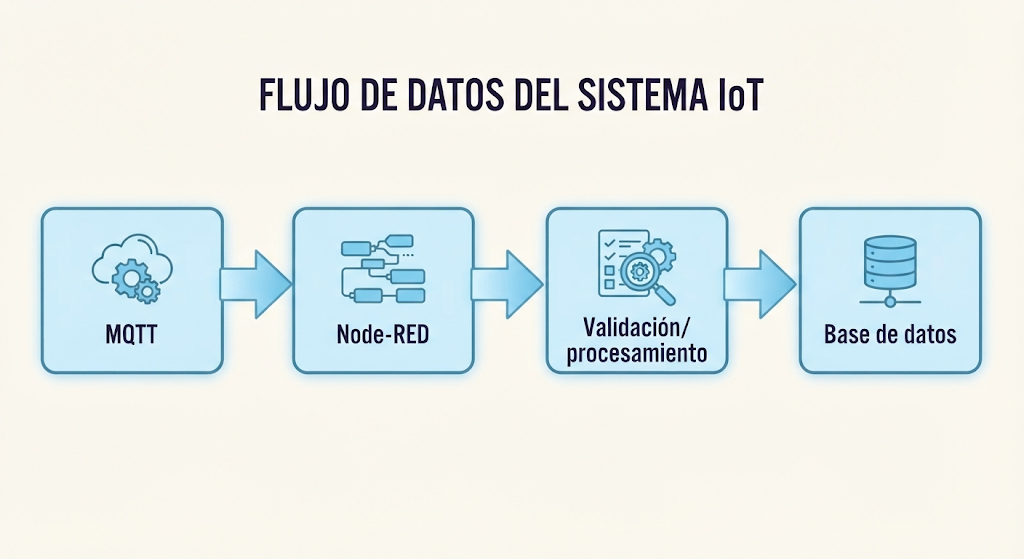 FLUJO DE DATOS DEL SISTEMA IoT
MQTT
Node-RED
Validación/
procesamiento
Base de datos